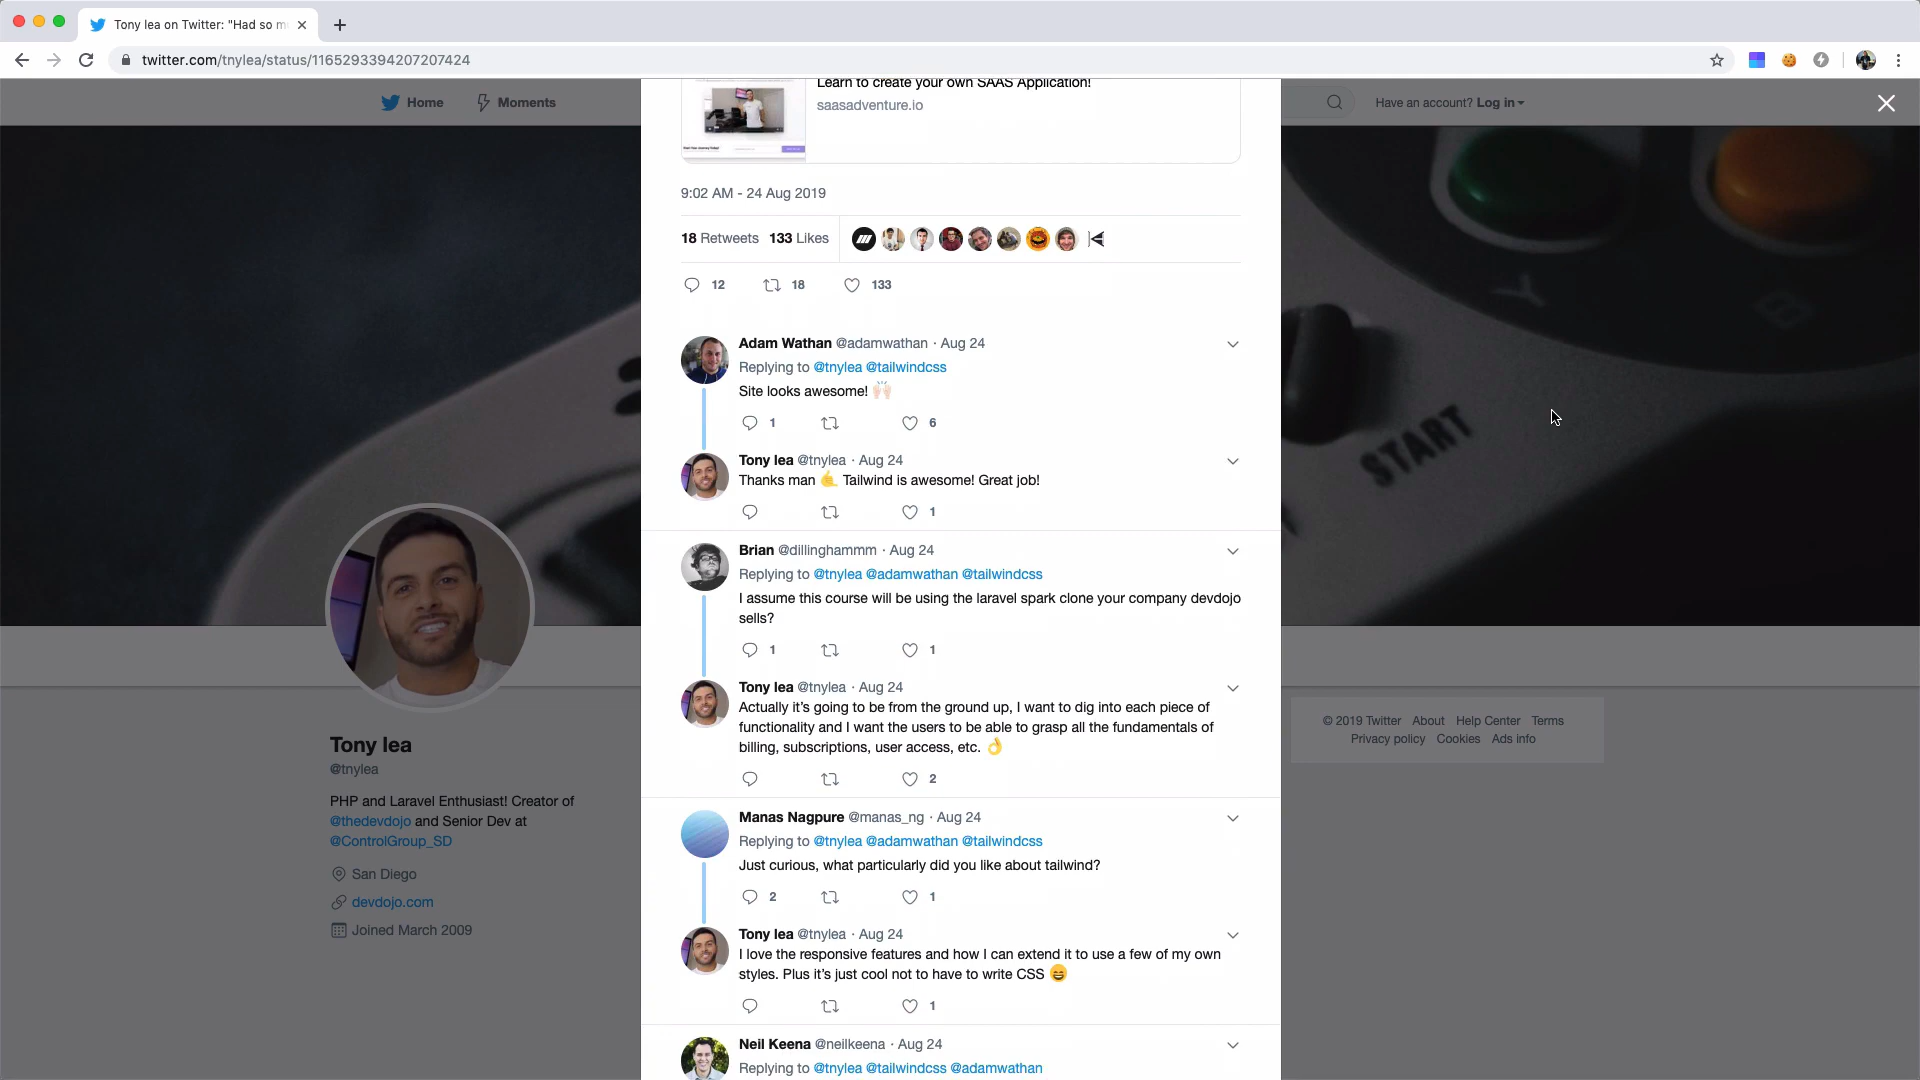 Tony lea on Twitter: "Had so m
twitter.com/tnylea/status/1165293394207207424
Home
Moments
Have an account? Log in
Learn to create your own SAAS Application!
saasadventure.io
9:02 AM - 24 Aug 2019
18 Retweets 133 Likes
12 18 133
Adam Wathan @adamwathan · Aug 24
Replying to @tnylea @tailwindcss
Site looks awesome! 🙌🏻
1 6
Tony lea @tnylea · Aug 24
Thanks man 🤙 Tailwind is awesome! Great job!
1
Brian @dillinghammm · Aug 24
Replying to @tnylea @adamwathan @tailwindcss
I assume this course will be using the laravel spark clone your company devdojo
sells?
1 1
Tony lea @tnylea · Aug 24
Actually it’s going to be from the ground up, I want to dig into each piece of
functionality and I want the users to be able to grasp all the fundamentals of
billing, subscriptions, user access, etc. 👌
2
Manas Nagpure @manas_ng · Aug 24
Replying to @tnylea @adamwathan @tailwindcss
Just curious, what particularly did you like about tailwind?
2 1
Tony lea @tnylea · Aug 24
I love the responsive features and how I can extend it to use a few of my own
styles. Plus it’s just cool not to have to write CSS 😄
1
Neil Keena @neilkeena · Aug 24
Replying to @tnylea @tailwindcss @adamwathan
Tony lea
@tnylea
PHP and Laravel Enthusiast! Creator of
@thedevdojo and Senior Dev at
@ControlGroup_SD
San Diego
devdojo.com
Joined March 2009
Y
B
START
© 2019 Twitter About Help Center Terms
Privacy policy Cookies Ads info